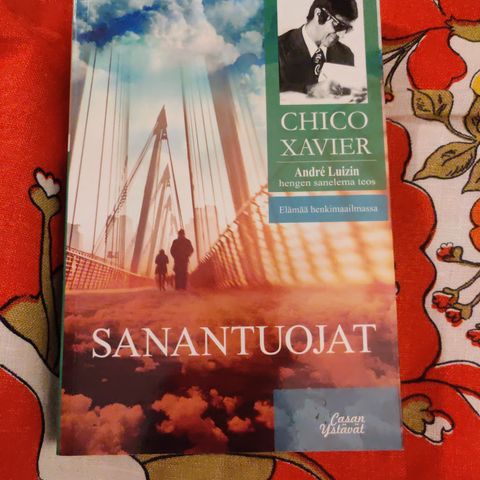 CHICO
XAVIER
André Luizin
hengen sanelema teos
Elämää henkimaailmassa
SANANTUOJAT
Casan
Ystävät